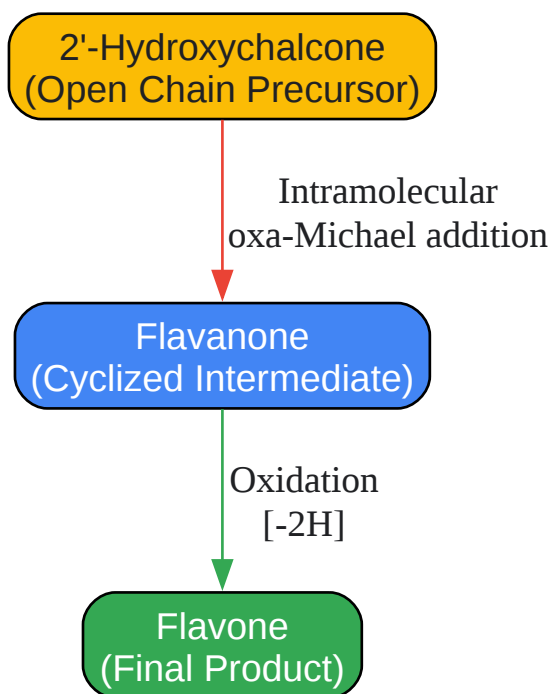 2'-Hydroxychalcone
(Open Chain Precursor)
Intramolecular
oxa-Michael addition
Flavanone
(Cyclized Intermediate)
Oxidation
[-2H]
Flavone
(Final Product)